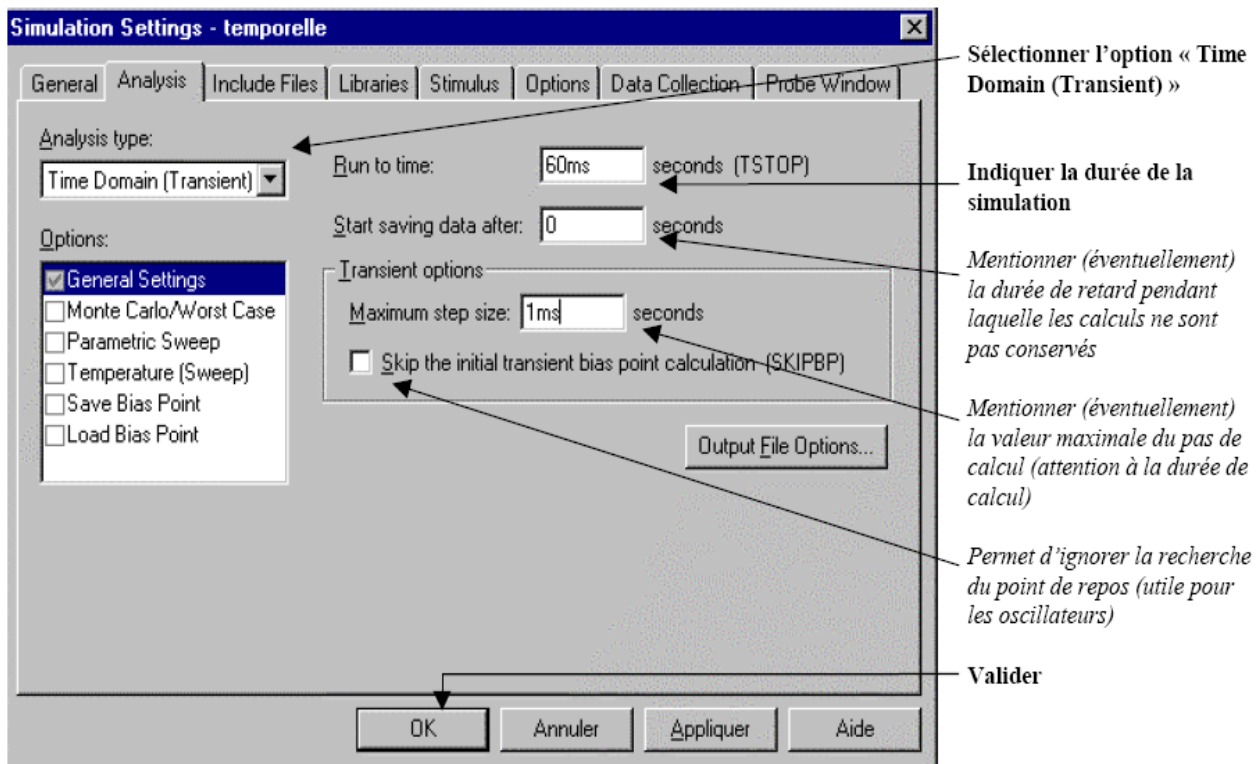 Simulation Settings - temporelle
General Analysis Include Files Libraries Stimulus Options Data Collection Probe Window
Analysis type:
Time Domain (Transient)
Options:
General Settings
Monte Carlo/Worst Case
Parametric Sweep
Temperature (Sweep)
Save Bias Point
Load Bias Point
Run to time: 60ms seconds (TSTOP)
Start saving data after: 0 seconds
Transient options
Maximum step size: 1ms seconds
Skip the initial transient bias point calculation (SKIPBP)
Output File Options...
OK Annuler Appliquer Aide
Sélectionner l’option « Time
Domain (Transient) »
Indiquer la durée de la
simulation
Mentionner (éventuellement)
la durée de retard pendant
laquelle les calculs ne sont
pas conservés
Mentionner (éventuellement)
la valeur maximale du pas de
calcul (attention à la durée de
calcul)
Permet d’ignorer la recherche
du point de repos (utile pour
les oscillateurs)
Valider